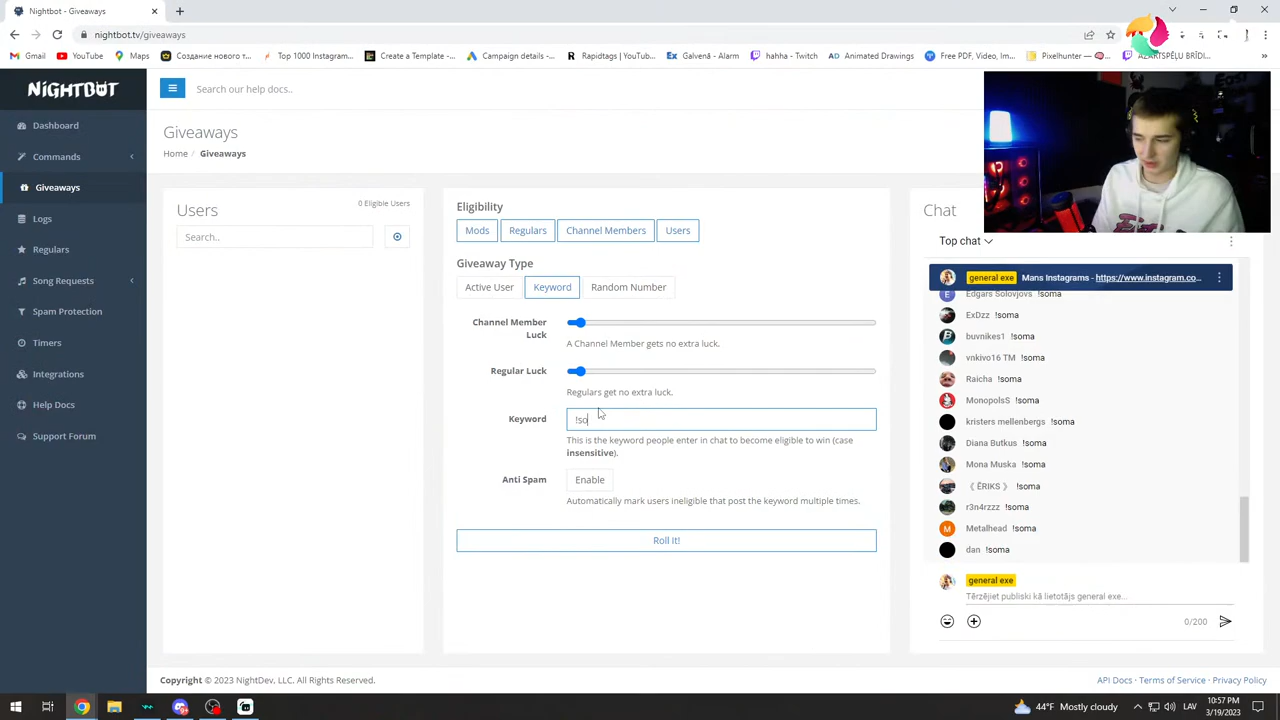 Nightbot - Giveaways
nightbot.tv/giveaways
Gmail
YouTube
Maps
Создание нового т...
Top 1000 Instagram...
Create a Template -...
Campaign details -...
Rapidtags | YouTub...
Galvenā - Alarm
hahha - Twitch
AD Animated Drawings
Free PDF, Video, Im...
Pixelhunter —
AZARTSPĒĻU BRĪDI...
NIGHTBOT
Search our help docs..
Dashboard
Commands
Giveaways
Logs
Regulars
Song Requests
Spam Protection
Timers
Integrations
Help Docs
Support Forum
Giveaways
Home / Giveaways
Users
0 Eligible Users
Search..
Eligibility
Mods
Regulars
Channel Members
Users
Giveaway Type
Active User
Keyword
Random Number
Channel Member
Luck
A Channel Member gets no extra luck.
Regular Luck
Regulars get no extra luck.
Keyword
!so
This is the keyword people enter in chat to become eligible to win (case
insensitive).
Anti Spam
Enable
Automatically mark users ineligible that post the keyword multiple times.
Roll It!
Chat
Top chat
general exe Mans Instagrams - https://www.instagram.co...
Edgars Solovjovs !soma
ExDzz !soma
buvnikes1 !soma
vnkivo16 TM !soma
Raicha !soma
MonopolsS !soma
kristers mellenbergs !soma
Diana Butkus !soma
Mona Muska !soma
《 ĒRIKS 》 !soma
r3n4rzzz !soma
M Metalhead !soma
dan !soma
general exe
Tērzējiet publiski kā lietotājs general exe...
0/200
Copyright © 2023 NightDev, LLC. All Rights Reserved.
API Docs - Terms of Service - Privacy Policy
44°F Mostly cloudy
LAV
10:57 PM
3/19/2023